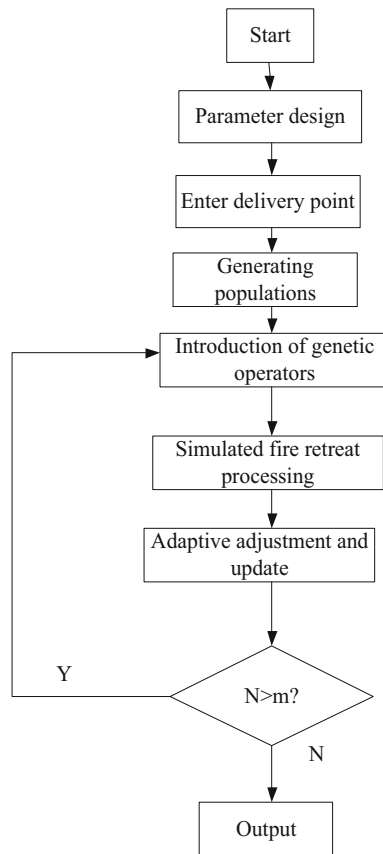 Start
Parameter design
Enter delivery point
Generating
populations
Introduction of genetic
operators
Simulated fire retreat
processing
Adaptive adjustment and
update
Y
N>m?
N
Output